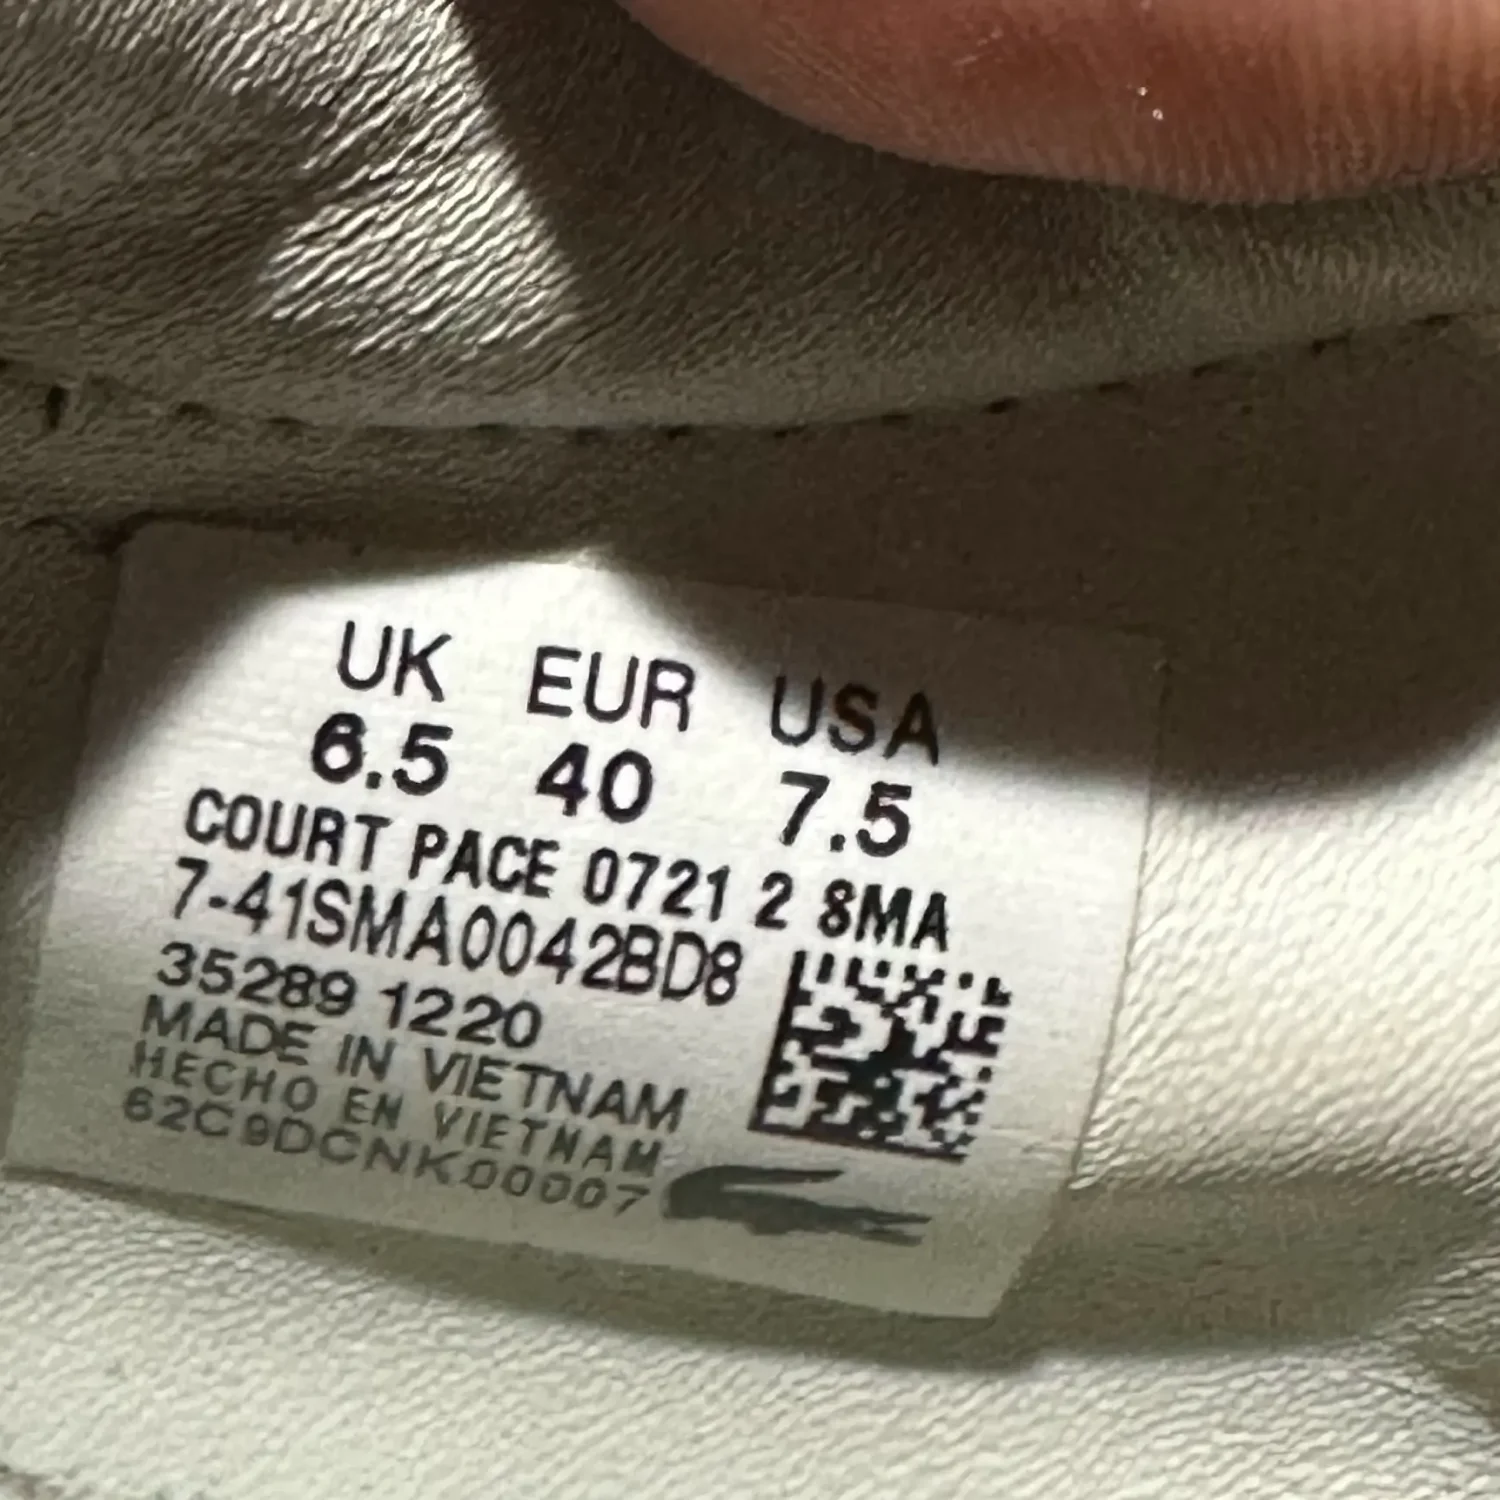 UK EUR USA
6.5 40 7.5
COURT PACE 0721 2 SMA
7-41SMA0042BD8
35289 1220
MADE IN VIETNAM
HECHO EN VIETNAM
62C9DCNK00007